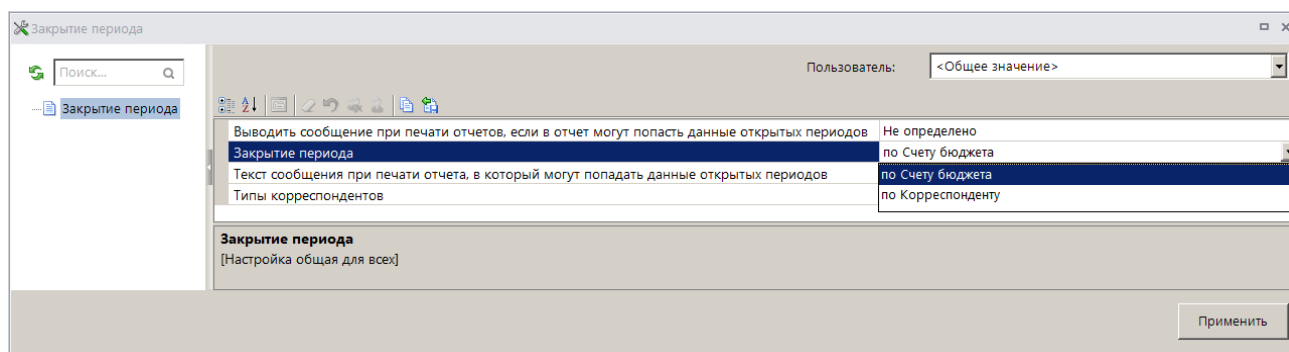 Закрытие периода
Поиск...
Пользователь: <Общее значение>
Закрытие периода
Выводить сообщение при печати отчетов, если в отчет могут попасть данные открытых периодов Не определено
Закрытие периода по Счету бюджета
Текст сообщения при печати отчета, в который могут попадать данные открытых периодов по Счету бюджета
Типы корреспондентов по Корреспонденту
Закрытие периода
[Настройка общая для всех]
Применить